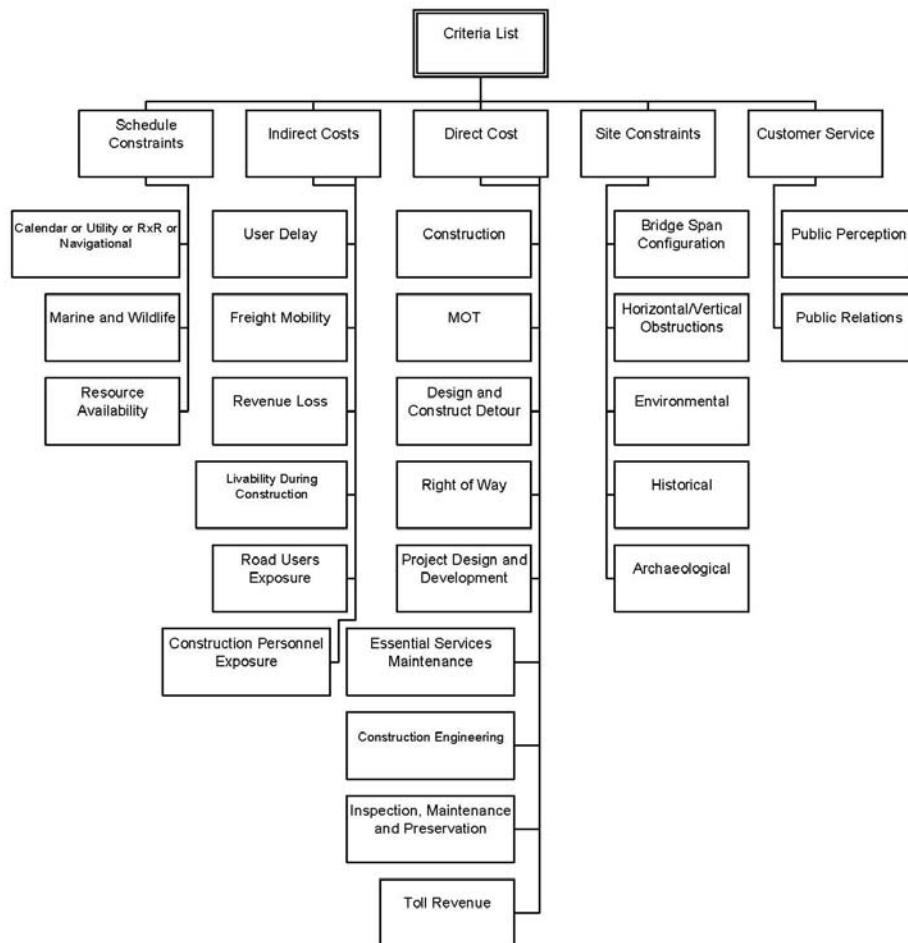 Criteria List
Schedule
Constraints
Indirect Costs
Direct Cost
Site Constraints
Customer Service
Calendar or Utility or RxR or
Navigational
Marine and Wildlife
Resource
Availability
User Delay
Freight Mobility
Revenue Loss
Livability During
Construction
Road Users
Exposure
Construction Personnel
Exposure
Construction
MOT
Design and
Construct Detour
Right of Way
Project Design and
Development
Essential Services
Maintenance
Construction Engineering
Inspection, Maintenance
and Preservation
Toll Revenue
Bridge Span
Configuration
Horizontal/Vertical
Obstructions
Environmental
Historical
Archaeological
Public Perception
Public Relations